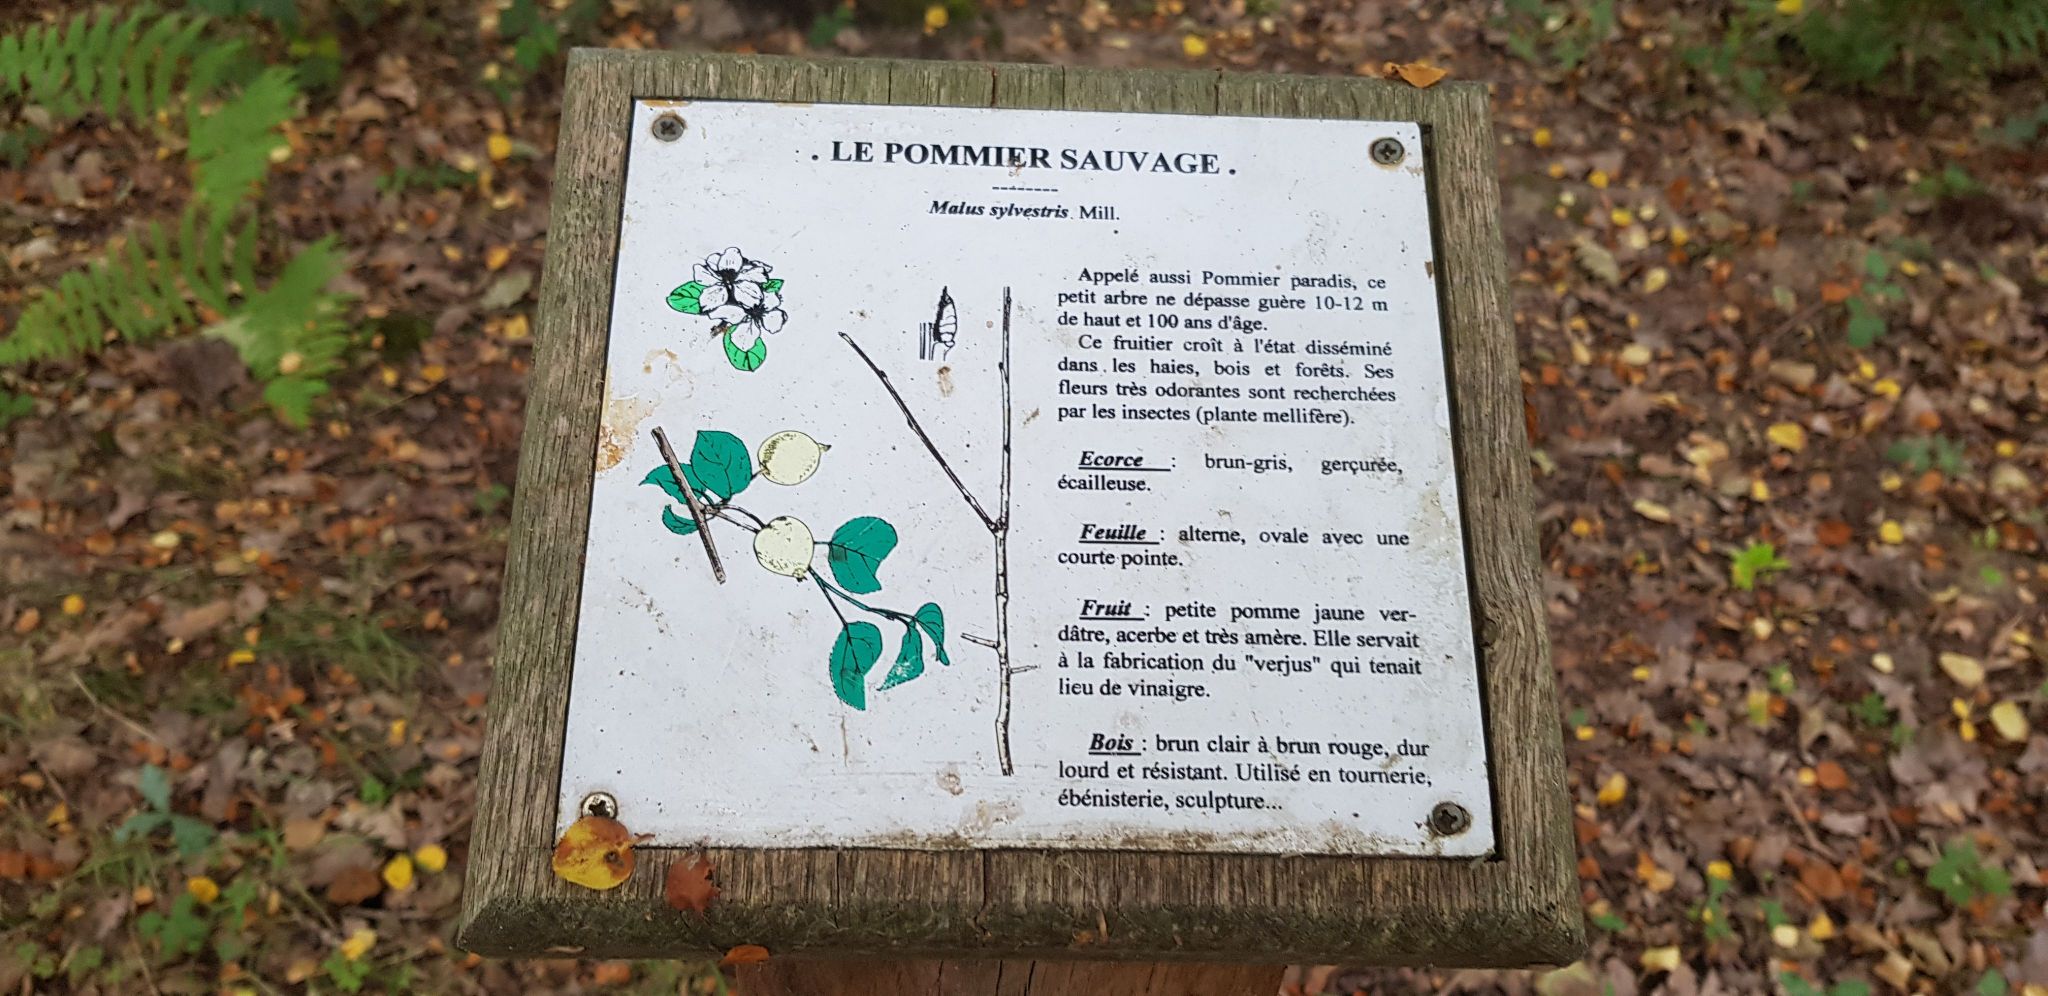 . LE POMMIER SAUVAGE .
--------
Malus sylvestris. Mill.
Appelé aussi Pommier paradis, ce
petit arbre ne dépasse guère 10-12 m
de haut et 100 ans d'âge.
Ce fruitier croît à l'état disséminé
dans les haies, bois et forêts. Ses
fleurs très odorantes sont recherchées
par les insectes (plante mellifère).
Ecorce : brun-gris, gerçurée,
écailleuse.
Feuille : alterne, ovale avec une
courte pointe.
Fruit : petite pomme jaune ver-
dâtre, acerbe et très amère. Elle servait
à la fabrication du "verjus" qui tenait
lieu de vinaigre.
Bois : brun clair à brun rouge, dur
lourd et résistant. Utilisé en tournerie,
ébénisterie, sculpture...